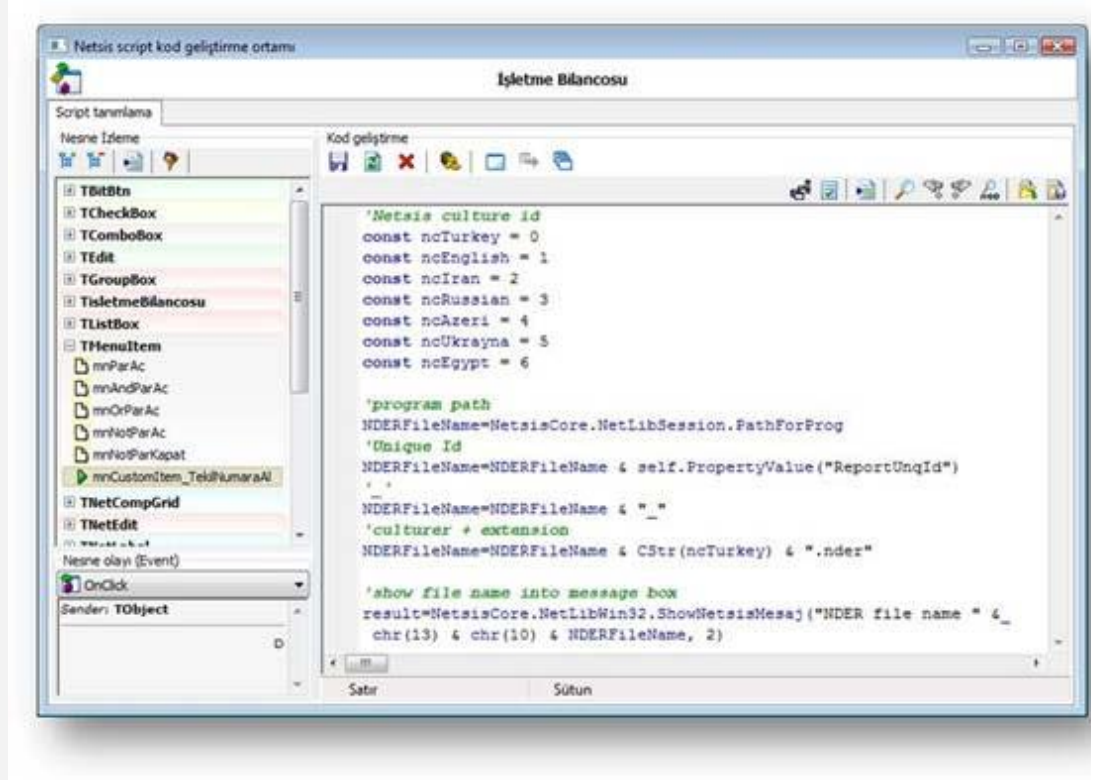 Netsis script kod geliştirme ortamı
İşletme Bilancosu
Script tanımlama
Nesne İzleme
TBitBtn
TCheckBox
TComboBox
TEdit
TGroupBox
TisletmeBilancosu
TListBox
TMenuItem
mnParAc
mnAndParAc
mnOrParAc
mnNotParAc
mnNotParKapat
mnCustomItem_TekilNumaraAl
TNetCompGrid
TNetEdit
TNetLabel
Nesne olayı (Event)
OnClick
Sender: TObject
D
Kod geliştirme
'Netsis culture id
const ncTurkey = 0
const ncEnglish = 1
const ncIran = 2
const ncRussian = 3
const ncAzeri = 4
const ncUkrayna = 5
const ncEgypt = 6
'program path
NDERFileName=NetsisCore.NetLibSession.PathForProg
'Unique Id
NDERFileName=NDERFileName & self.PropertyValue("ReportUnqId")
'_'
NDERFileName=NDERFileName & "_"
'culturer + extension
NDERFileName=NDERFileName & CStr(ncTurkey) & ".nder"
'show file name into message box
result=NetsisCore.NetLibWin32.ShowNetsisMesaj("NDER file name " &_
chr(13) & chr(10) & NDERFileName, 2)
Satır Sütun